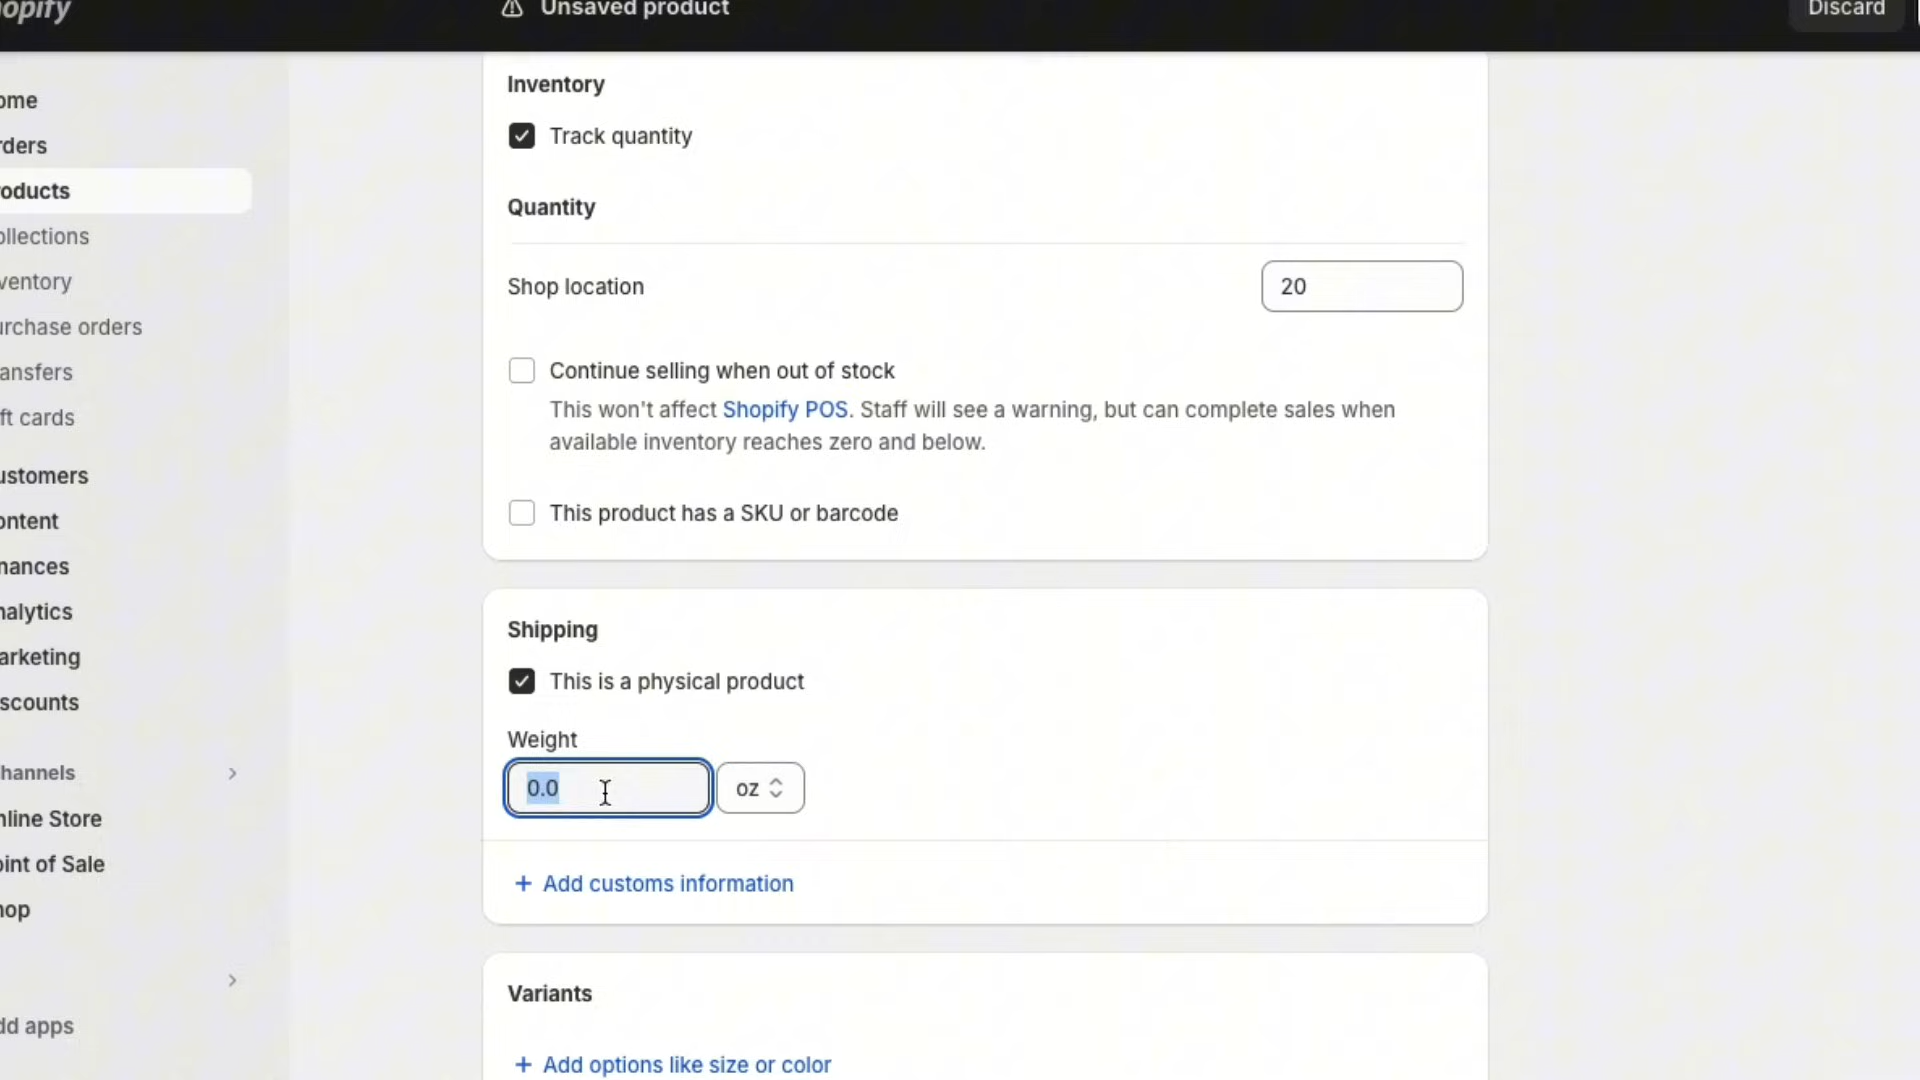 opify
Unsaved product
Discard
ome
rders
oducts
ollections
ventory
urchase orders
ansfers
ft cards
ustomers
ontent
nances
nalytics
arketing
scounts
hannels
nline Store
oint of Sale
hop
dd apps
Inventory
Track quantity
Quantity
Shop location
20
Continue selling when out of stock
This won't affect Shopify POS. Staff will see a warning, but can complete sales when
available inventory reaches zero and below.
This product has a SKU or barcode
Shipping
This is a physical product
Weight
0.0
oz
+ Add customs information
Variants
+ Add options like size or color